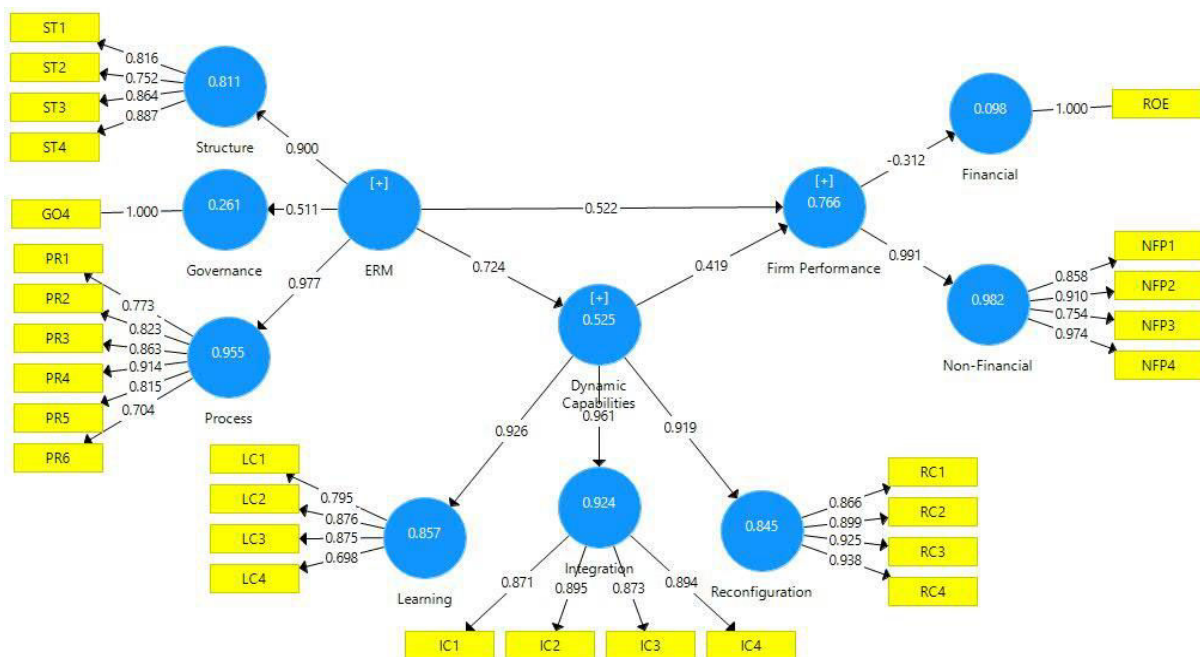 ST1
ST2
ST3
ST4
0.816
0.752
0.864
0.887
0.811
Structure
0.900
GO4
1.000
0.261
0.511
Governance
[+]
ERM
0.977
PR1
PR2
PR3
PR4
PR5
PR6
0.773
0.823
0.863
0.914
0.815
0.704
0.955
Process
0.522
0.724
[+]
0.525
Dynamic
Capabilities
0.419
[+]
0.766
Firm Performance
-0.312
0.098
Financial
1.000
ROE
0.991
0.982
Non-Financial
0.858
0.910
0.754
0.974
NFP1
NFP2
NFP3
NFP4
0.926
0.961
0.919
LC1
LC2
LC3
LC4
0.795
0.876
0.875
0.698
0.857
Learning
0.924
Integration
0.871
0.895
0.873
0.894
IC1
IC2
IC3
IC4
0.845
Reconfiguration
0.866
0.899
0.925
0.938
RC1
RC2
RC3
RC4